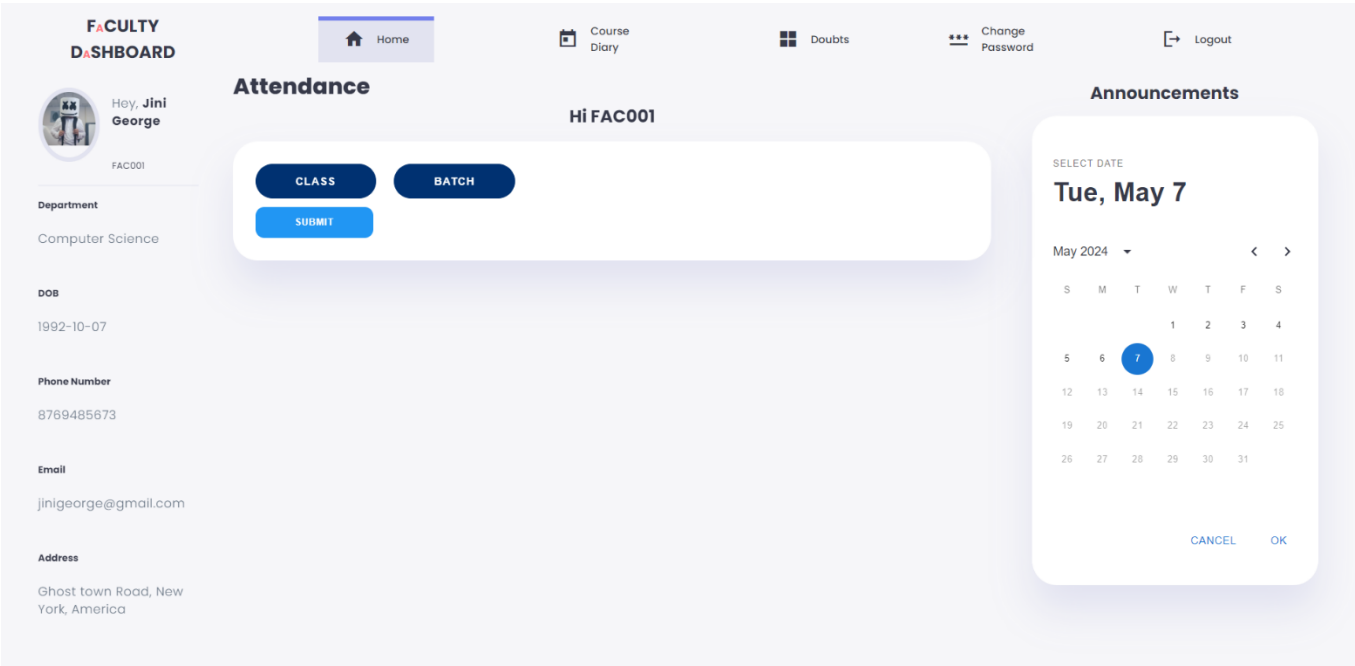 FACULTY
DASHBOARD
Home
Course
Diary
Doubts
Change
Password
Logout
Hey, Jini
George
FAC001
Department
Computer Science
DOB
1992-10-07
Phone Number
8769485673
Email
jinigeorge@gmail.com
Address
Ghost town Road, New
York, America
Attendance
Hi FAC001
CLASS
BATCH
SUBMIT
Announcements
SELECT DATE
Tue, May 7
May 2024
S M T W T F S
1 2 3 4
5 6 7 8 9 10 11
12 13 14 15 16 17 18
19 20 21 22 23 24 25
26 27 28 29 30 31
CANCEL OK